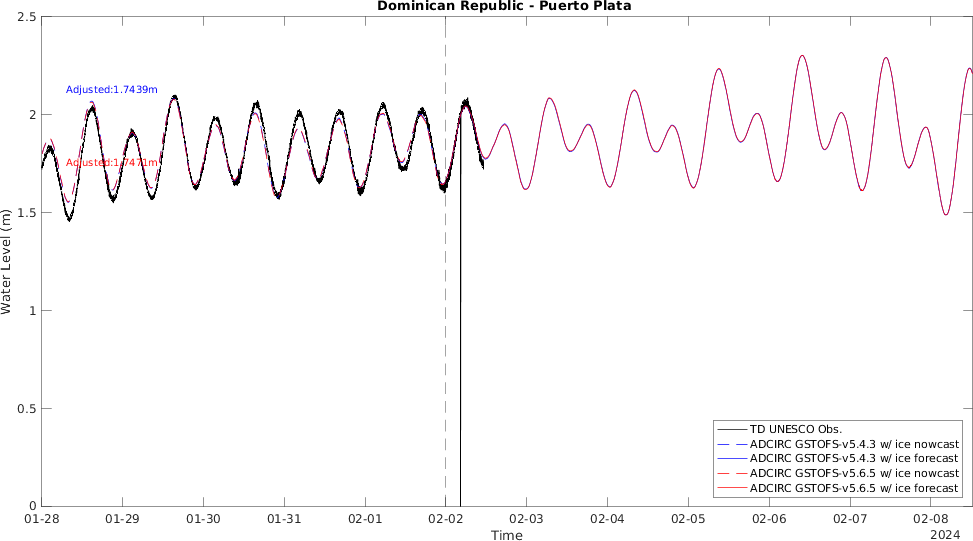 Dominican Republic - Puerto Plata
2.5
Adjusted:1.7439m
2
Adjusted:1.7471m
1.5
Water Level (m)
1
0.5
TD UNESCO Obs.
ADCIRC GSTOFS-v5.4.3 w/ ice nowcast
ADCIRC GSTOFS-v5.4.3 w/ ice forecast
ADCIRC GSTOFS-v5.6.5 w/ ice nowcast
ADCIRC GSTOFS-v5.6.5 w/ ice forecast
0
01-28 01-29 01-30 01-31 02-01 02-02 02-03 02-04 02-05 02-06 02-07 02-08
Time
2024